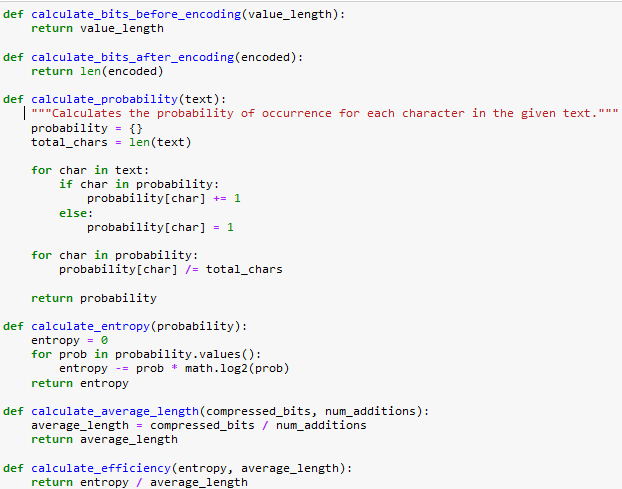 def calculate_bits_before_encoding(value_length):
    return value_length
def calculate_bits_after_encoding(encoded):
    return len(encoded)
def calculate_probability(text):
    """Calculates the probability of occurrence for each character in the given text."""
    probability = {}
    total_chars = len(text)
    for char in text:
        if char in probability:
            probability[char] += 1
        else:
            probability[char] = 1
    for char in probability:
        probability[char] /= total_chars
    return probability
def calculate_entropy(probability):
    entropy = 0
    for prob in probability.values():
        entropy -= prob * math.log2(prob)
    return entropy
def calculate_average_length(compressed_bits, num_additions):
    average_length = compressed_bits / num_additions
    return average_length
def calculate_efficiency(entropy, average_length):
    return entropy / average_length